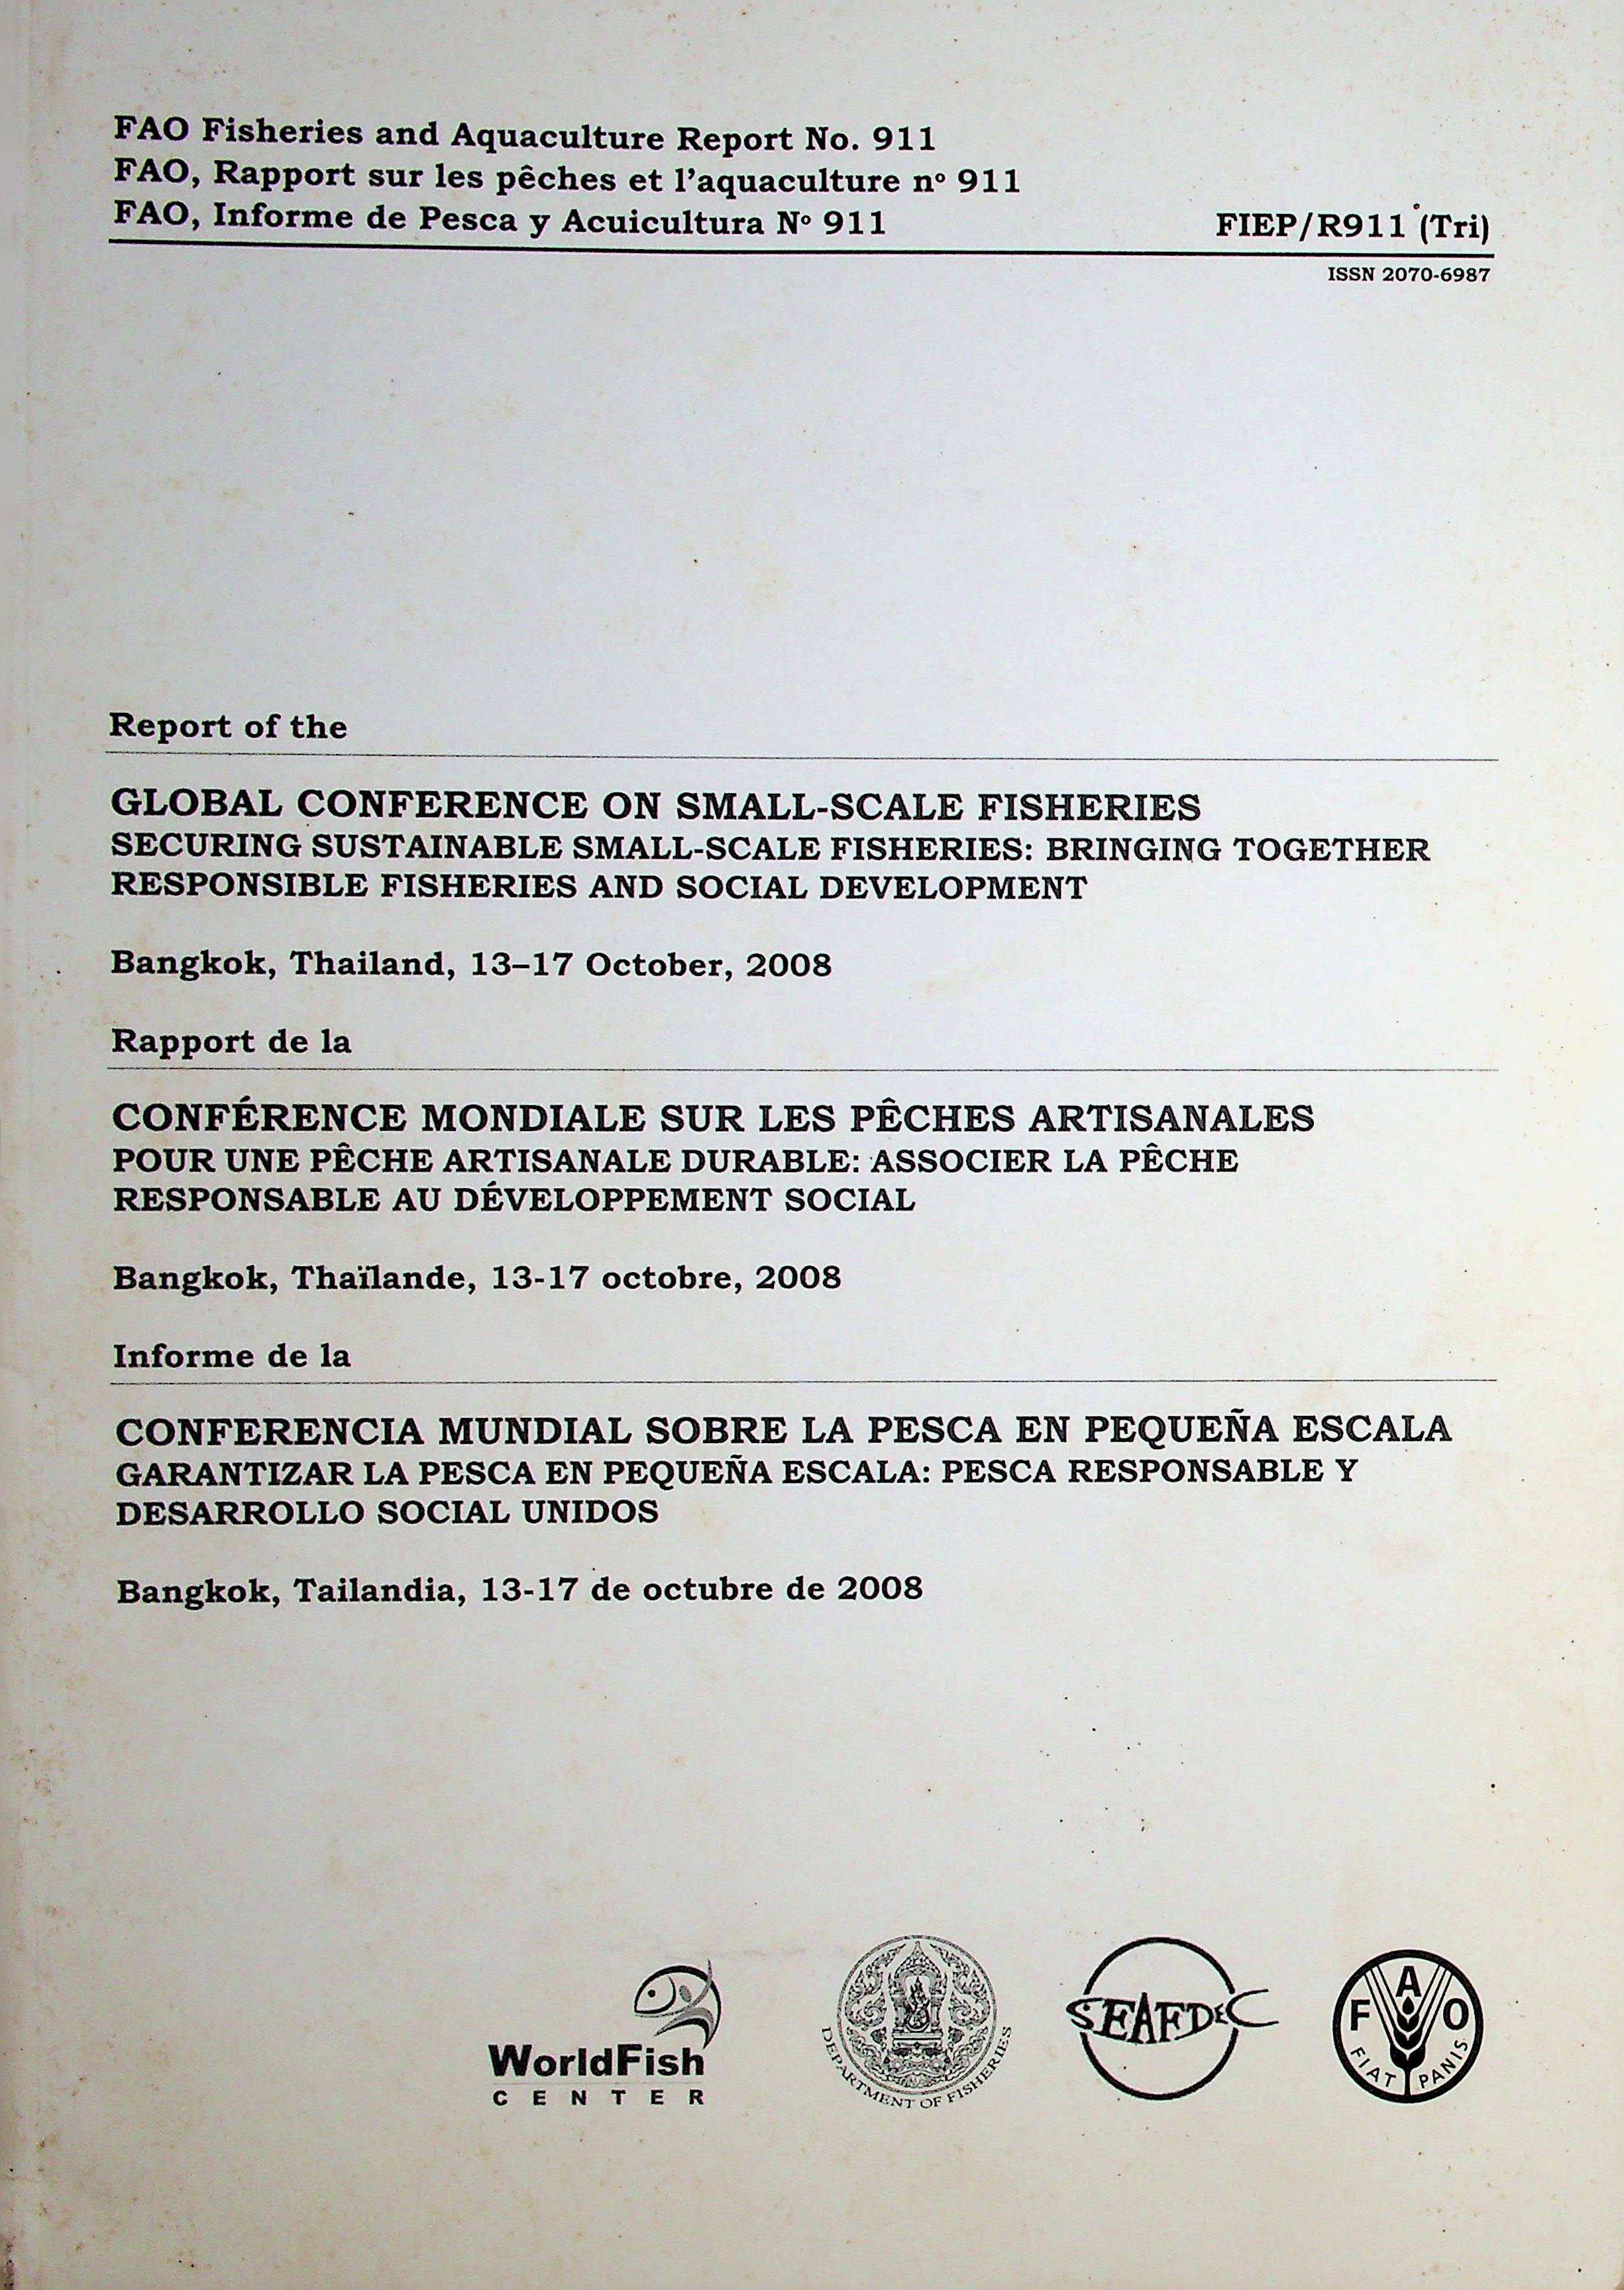 FAO Fisheries and Aquaculture Report No. 911
FAO, Rapport sur les pêches et l'aquaculture nº 911
FAO, Informe de Pesca y Acuicultura Nº 911
FIEP/R911 (Tri)
ISSN 2070-6987
Report of the
GLOBAL CONFERENCE ON SMALL-SCALE FISHERIES
SECURING SUSTAINABLE SMALL-SCALE FISHERIES: BRINGING TOGETHER
RESPONSIBLE FISHERIES AND SOCIAL DEVELOPMENT
Bangkok, Thailand, 13–17 October, 2008
Rapport de la
CONFÉRENCE MONDIALE SUR LES PÊCHES ARTISANALES
POUR UNE PÊCHE ARTISANALE DURABLE: ASSOCIER LA PÊCHE
RESPONSABLE AU DÉVELOPPEMENT SOCIAL
Bangkok, Thaïlande, 13-17 octobre, 2008
Informe de la
CONFERENCIA MUNDIAL SOBRE LA PESCA EN PEQUEÑA ESCALA
GARANTIZAR LA PESCA EN PEQUEÑA ESCALA: PESCA RESPONSABLE Y
DESARROLLO SOCIAL UNIDOS
Bangkok, Tailandia, 13-17 de octubre de 2008
WorldFish
CENTER
DEPARTMENT OF FISHERIES
SEAFDEC
FAO
FIAT PANIS